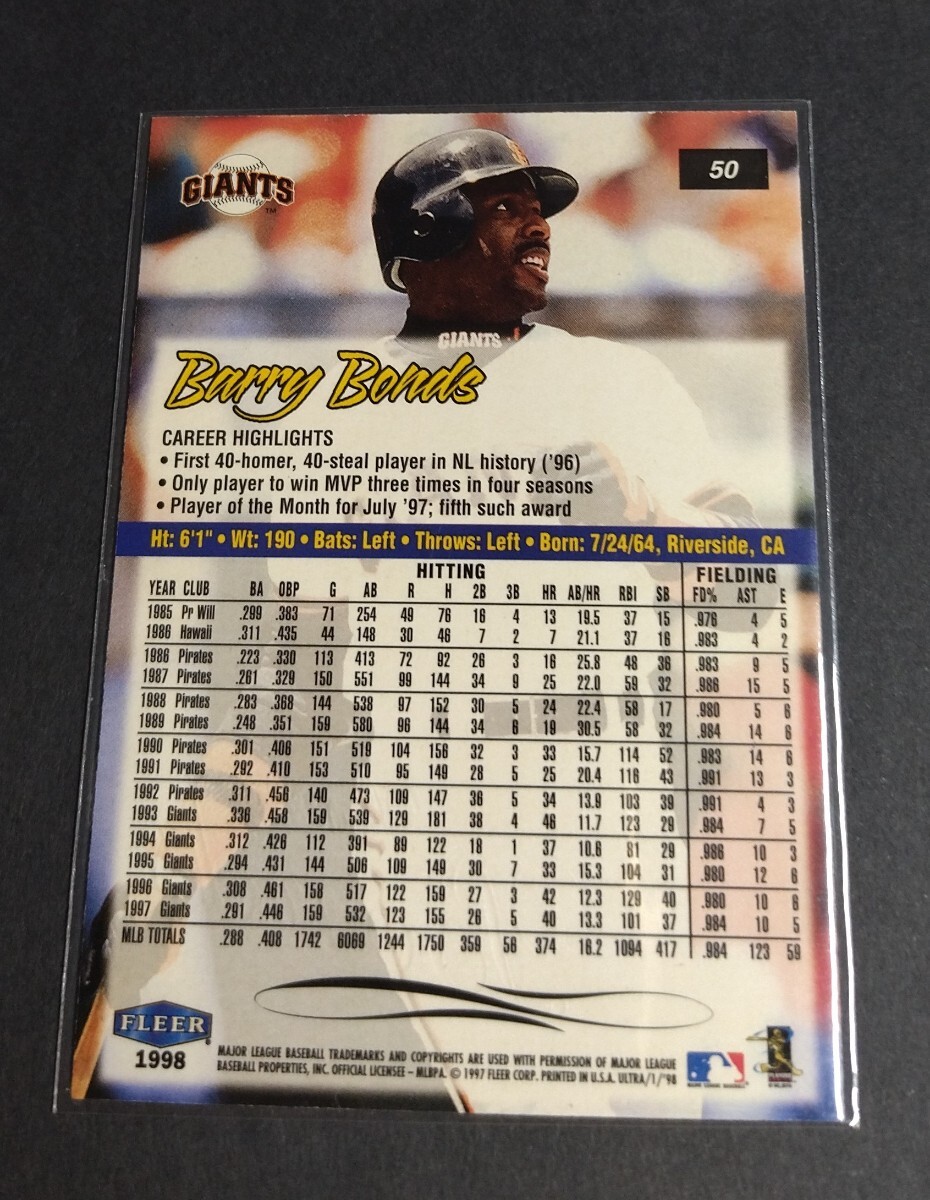 GIANTS
TM
50
GIANTS
Barry Bonds
CAREER HIGHLIGHTS
• First 40-homer, 40-steal player in NL history ('96)
• Only player to win MVP three times in four seasons
• Player of the Month for July '97; fifth such award
Ht: 6'1" • Wt: 190 • Bats: Left • Throws: Left • Born: 7/24/64, Riverside, CA
HITTING FIELDING
YEAR CLUB BA OBP G AB R H 2B 3B HR AB/HR RBI SB FD% AST E
1985 Pr Will .299 .383 71 254 49 76 16 4 13 19.5 37 15 .976 4 5
1986 Hawaii .311 .435 44 148 30 46 7 2 7 21.1 37 16 .983 4 2
1986 Pirates .223 .330 113 413 72 92 26 3 16 25.8 48 36 .983 9 5
1987 Pirates .261 .329 150 551 99 144 34 9 25 22.0 59 32 .986 15 5
1988 Pirates .283 .368 144 538 97 152 30 5 24 22.4 58 17 .980 5 6
1989 Pirates .248 .351 159 580 96 144 34 6 19 30.5 58 32 .984 14 6
1990 Pirates .301 .406 151 519 104 156 32 3 33 15.7 114 52 .983 14 6
1991 Pirates .292 .410 153 510 95 149 28 5 25 20.4 116 43 .991 13 3
1992 Pirates .311 .456 140 473 109 147 36 5 34 13.9 103 39 .991 4 3
1993 Giants .336 .458 159 539 129 181 38 4 46 11.7 123 29 .984 7 5
1994 Giants .312 .426 112 391 89 122 18 1 37 10.6 81 29 .986 10 3
1995 Giants .294 .431 144 506 109 149 30 7 33 15.3 104 31 .980 12 6
1996 Giants .308 .461 158 517 122 159 27 3 42 12.3 129 40 .980 10 6
1997 Giants .291 .446 159 532 123 155 26 5 40 13.3 101 37 .984 10 5
MLB TOTALS .288 .408 1742 6069 1244 1750 359 56 374 16.2 1094 417 .984 123 59
FLEER
1998
MAJOR LEAGUE BASEBALL TRADEMARKS AND COPYRIGHTS ARE USED WITH PERMISSION OF MAJOR LEAGUE
BASEBALL PROPERTIES, INC. OFFICIAL LICENSEE – MLBPA. © 1997 FLEER CORP. PRINTED IN U.S.A. ULTRA/1/'98
MAJOR LEAGUE BASEBALL